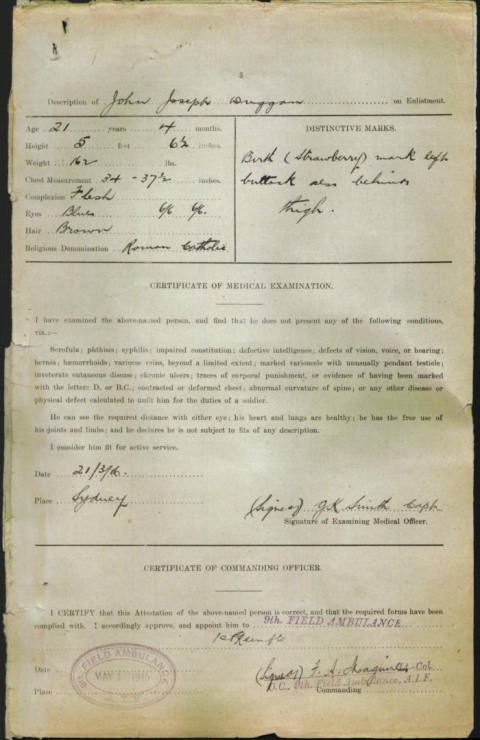 3
Description of John Joseph Duggan on Enlistment.
Age 21 years 4 months.
Height 5 feet 6½ inches.
Weight 162 lbs.
Chest Measurement 34 - 37½ inches.
Complexion Flesh
Eyes Blue 6/6 6/6.
Hair Brown
Religious Denomination Roman Catholic
DISTINCTIVE MARKS.
Birth (Strawberry) mark left
buttock also behind
thigh.
CERTIFICATE OF MEDICAL EXAMINATION.
I have examined the above-named person, and find that he does not present any of the following conditions,
viz.:—
Scrofula; phthisis; syphilis; impaired constitution; defective intelligence; defects of vision, voice, or hearing;
hernia; hæmorrhoids; varicose veins, beyond a limited extent; marked varicocele with unusually pendant testicle;
inveterate cutaneous disease; chronic ulcers; traces of corporal punishment, or evidence of having been marked
with the letters D. or B.C.; contracted or deformed chest; abnormal curvature of spine; or any other disease or
physical defect calculated to unfit him for the duties of a soldier.
He can see the required distance with either eye; his heart and lungs are healthy; he has the free use of
his joints and limbs; and he declares he is not subject to fits of any description.
I consider him fit for active service.
Date 21/3/6.
Place Sydney
(Signed) J.K. Smith Capt
Signature of Examining Medical Officer.
CERTIFICATE OF COMMANDING OFFICER.
I CERTIFY that this Attestation of the above-named person is correct, and that the required forms have been
complied with. I accordingly approve, and appoint him to 9th. FIELD AMBULANCE
1st Reinfts
Date
(Signed) Lt-Col.
O.C., 9th. Field Ambulance, A.I.F.
Place
Commanding
FIELD AMBULANCE
MAY